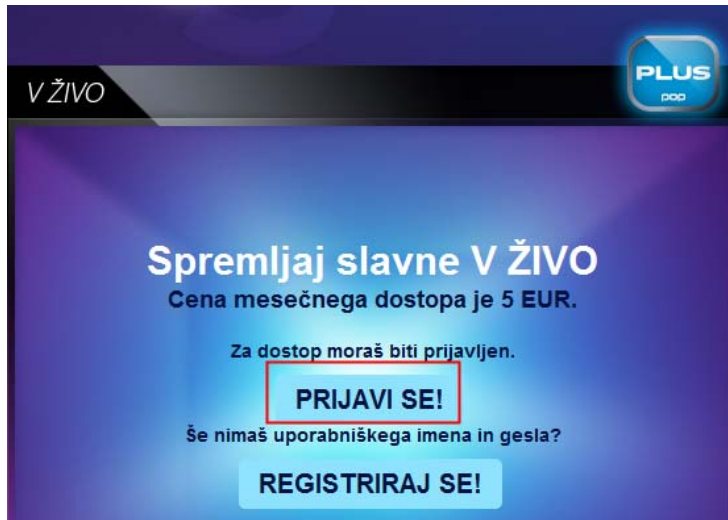 PLUS
pop
V ŽIVO
Spremljaj slavne V ŽIVO
Cena mesečnega dostopa je 5 EUR.
Za dostop moraš biti prijavljen.
PRIJAVI SE!
Še nimaš uporabniškega imena in gesla?
REGISTRIRAJ SE!